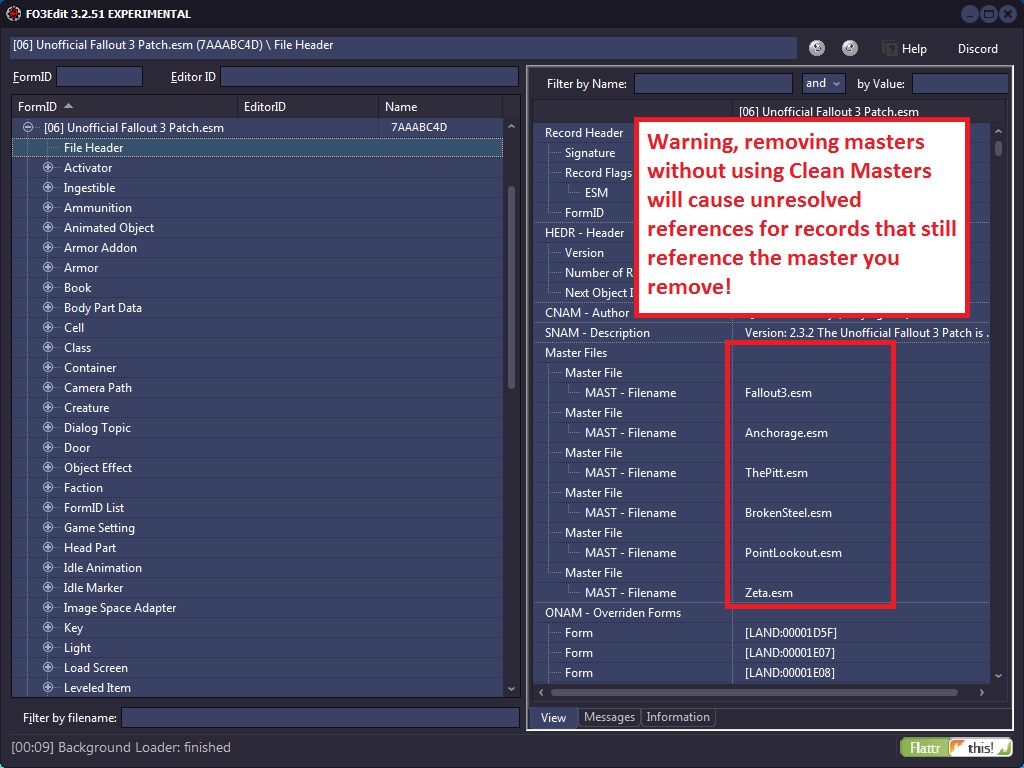 FO3Edit 3.2.51 EXPERIMENTAL
[06] Unofficial Fallout 3 Patch.esm (7AAABC4D) \ File Header
Help
Discord
FormID
Editor ID
Filter by Name:
and
by Value:
FormID
EditorID
Name
[06] Unofficial Fallout 3 Patch.esm
7AAABC4D
File Header
Activator
Ingestible
Ammunition
Animated Object
Armor Addon
Armor
Book
Body Part Data
Cell
Class
Container
Camera Path
Creature
Dialog Topic
Door
Object Effect
Faction
FormID List
Game Setting
Head Part
Idle Animation
Idle Marker
Image Space Adapter
Key
Light
Load Screen
Leveled Item
Filter by filename:
[06] Unofficial Fallout 3 Patch.esm
Record Header
Signature
Record Flags
ESM
FormID
HEDR - Header
Version
Number of R
Next Object I
CNAM - Author
SNAM - Description
Version: 2.3.2 The Unofficial Fallout 3 Patch is .
Warning, removing masters
without using Clean Masters
will cause unresolved
references for records that still
reference the master you
remove!
Master Files
Master File
MAST - Filename
Fallout3.esm
Master File
MAST - Filename
Anchorage.esm
Master File
MAST - Filename
ThePitt.esm
Master File
MAST - Filename
BrokenSteel.esm
Master File
MAST - Filename
PointLookout.esm
Master File
MAST - Filename
Zeta.esm
ONAM - Overriden Forms
Form
[LAND:00001D5F]
Form
[LAND:00001E07]
Form
[LAND:00001E08]
View
Messages
Information
[00:09] Background Loader: finished
Flattr
this!